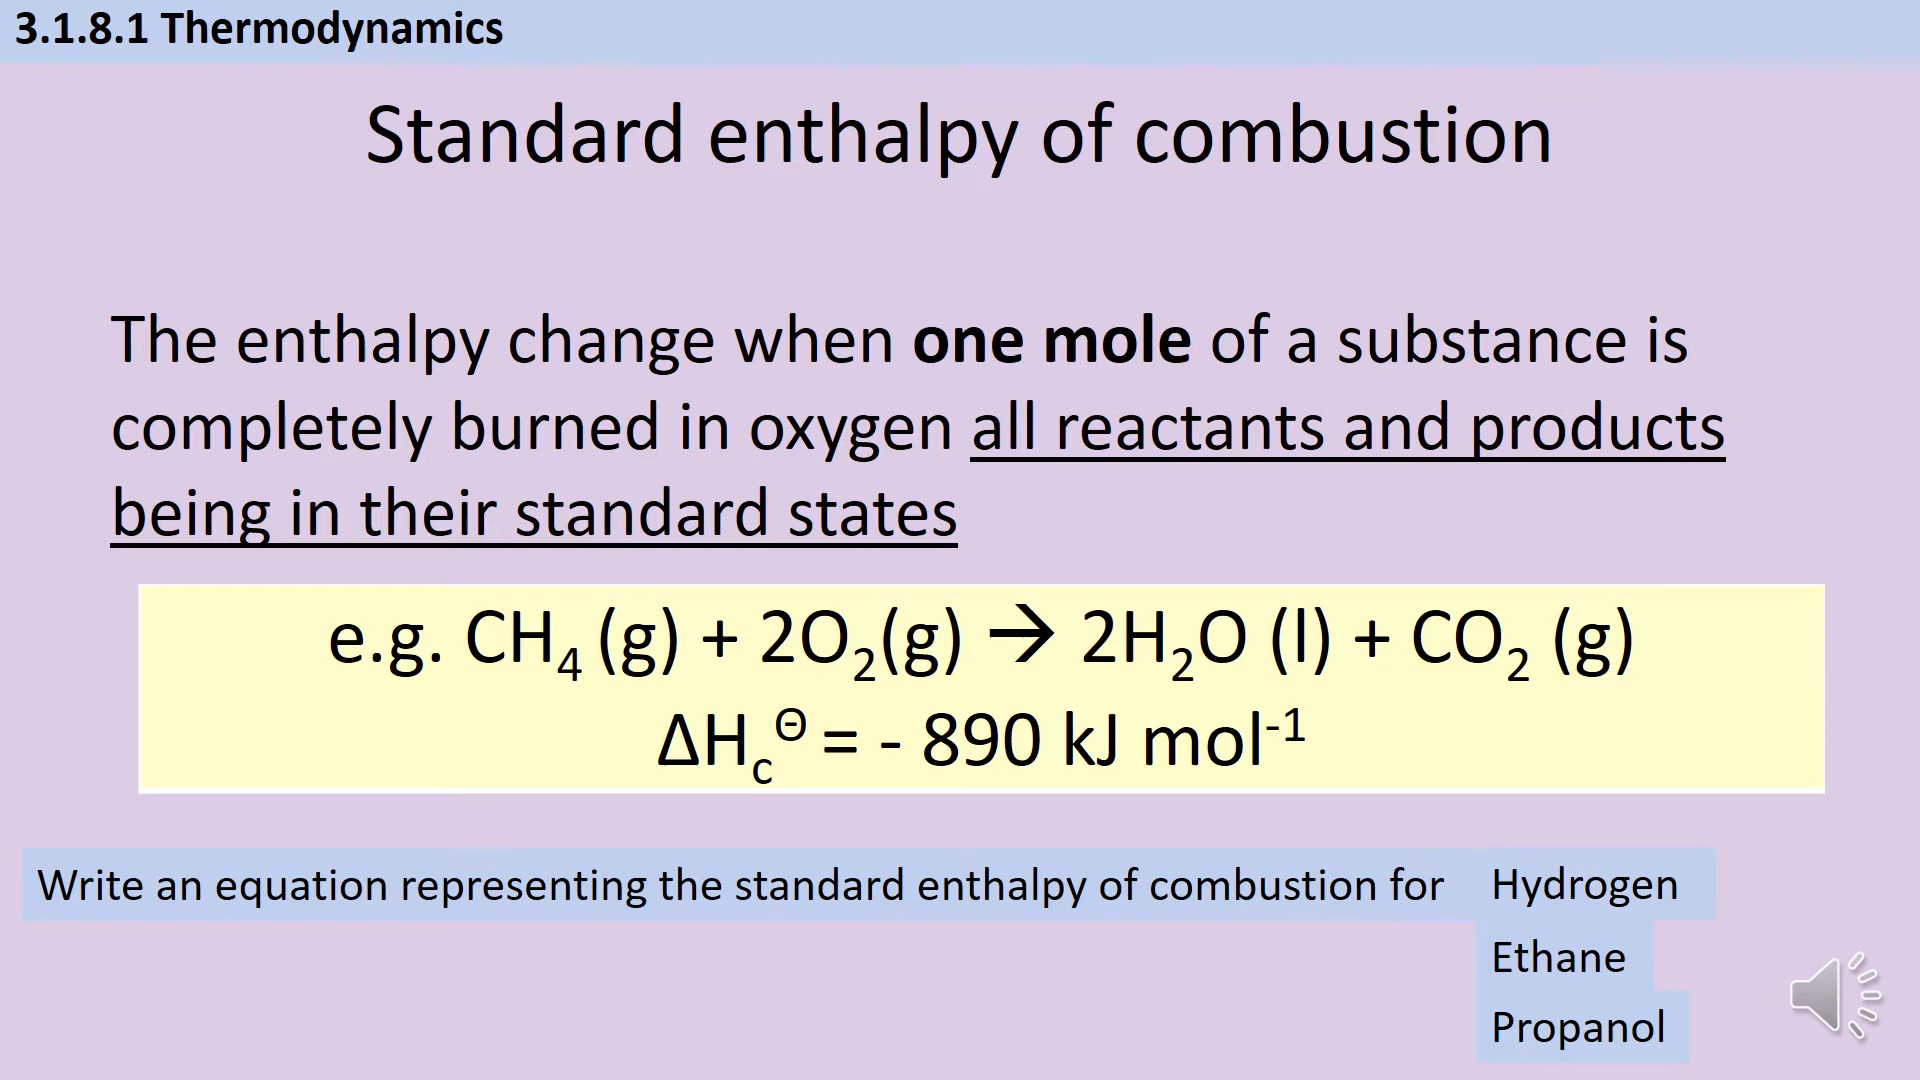 3.1.8.1 Thermodynamics
Standard enthalpy of combustion
The enthalpy change when one mole of a substance is
completely burned in oxygen all reactants and products
being in their standard states
e.g. CH₄ (g) + 2O₂(g) → 2H₂O (l) + CO₂ (g)
ΔH꜀^Θ = - 890 kJ mol⁻¹
Write an equation representing the standard enthalpy of combustion for Hydrogen
Ethane
Propanol